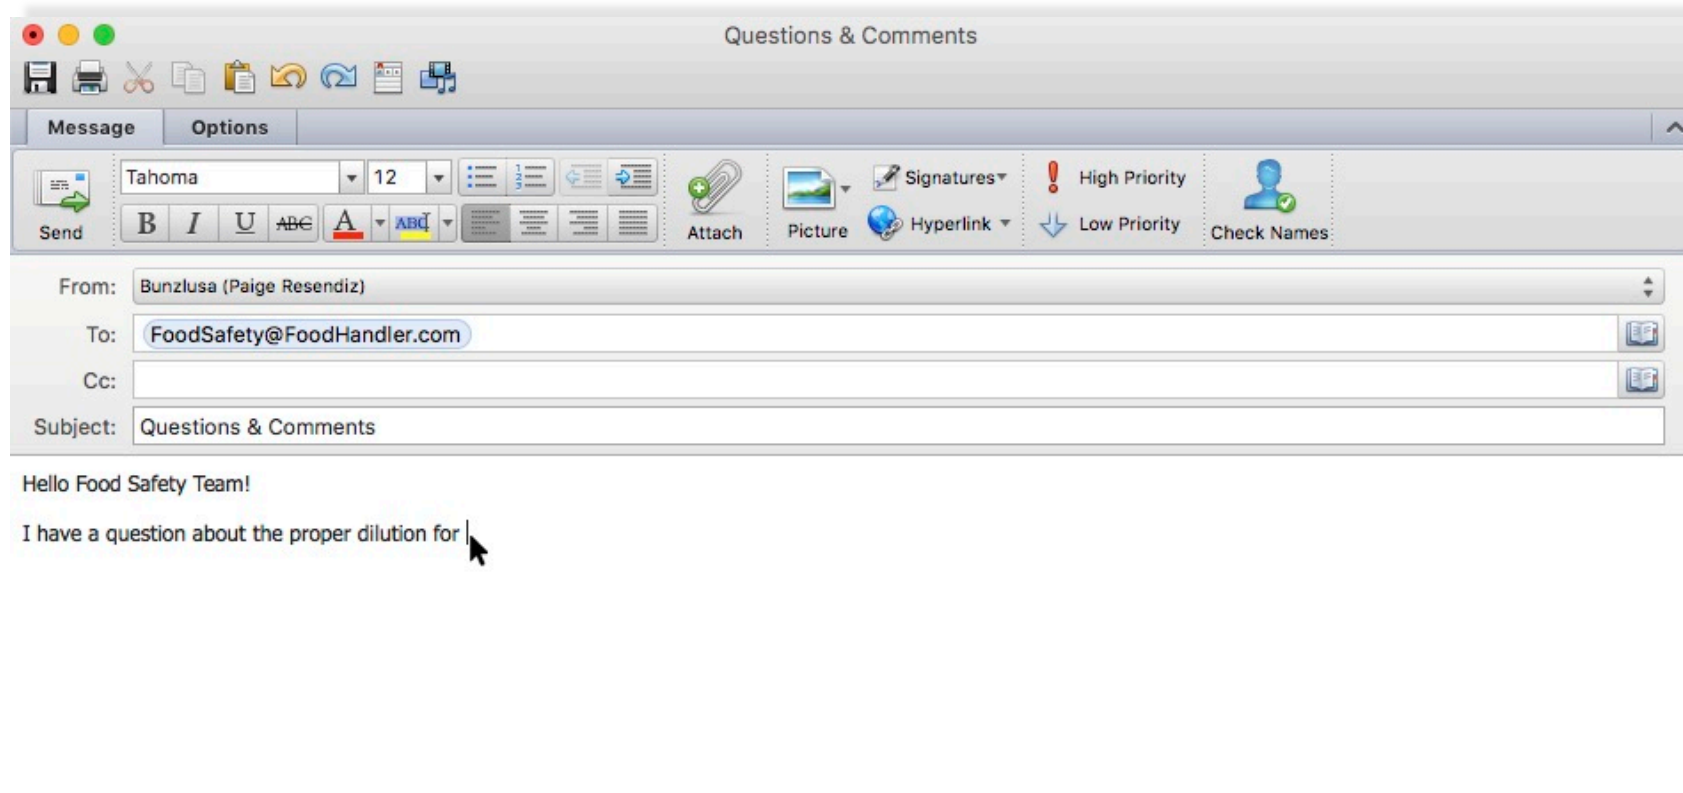 Questions & Comments
Message Options
Tahoma 12
Signatures High Priority
B I U ABC A ABC Hyperlink Low Priority
Send Attach Picture Check Names
From: Bunzlusa (Paige Resendiz)
To: FoodSafety@FoodHandler.com
Cc:
Subject: Questions & Comments
Hello Food Safety Team!
I have a question about the proper dilution for